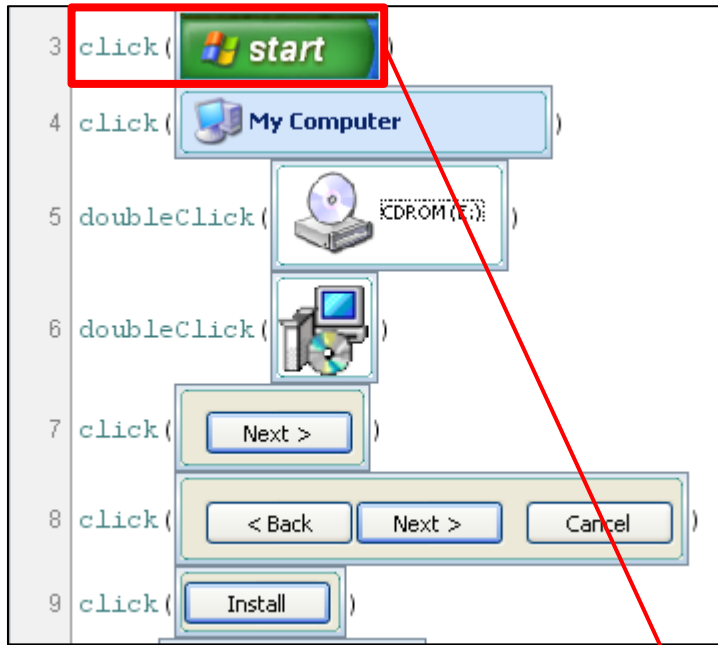 3 click( start )
4 click( My Computer )
5 doubleClick( CDROM (E:) )
6 doubleClick( )
7 click( Next > )
8 click( < Back Next > Cancel )
9 click( Install )